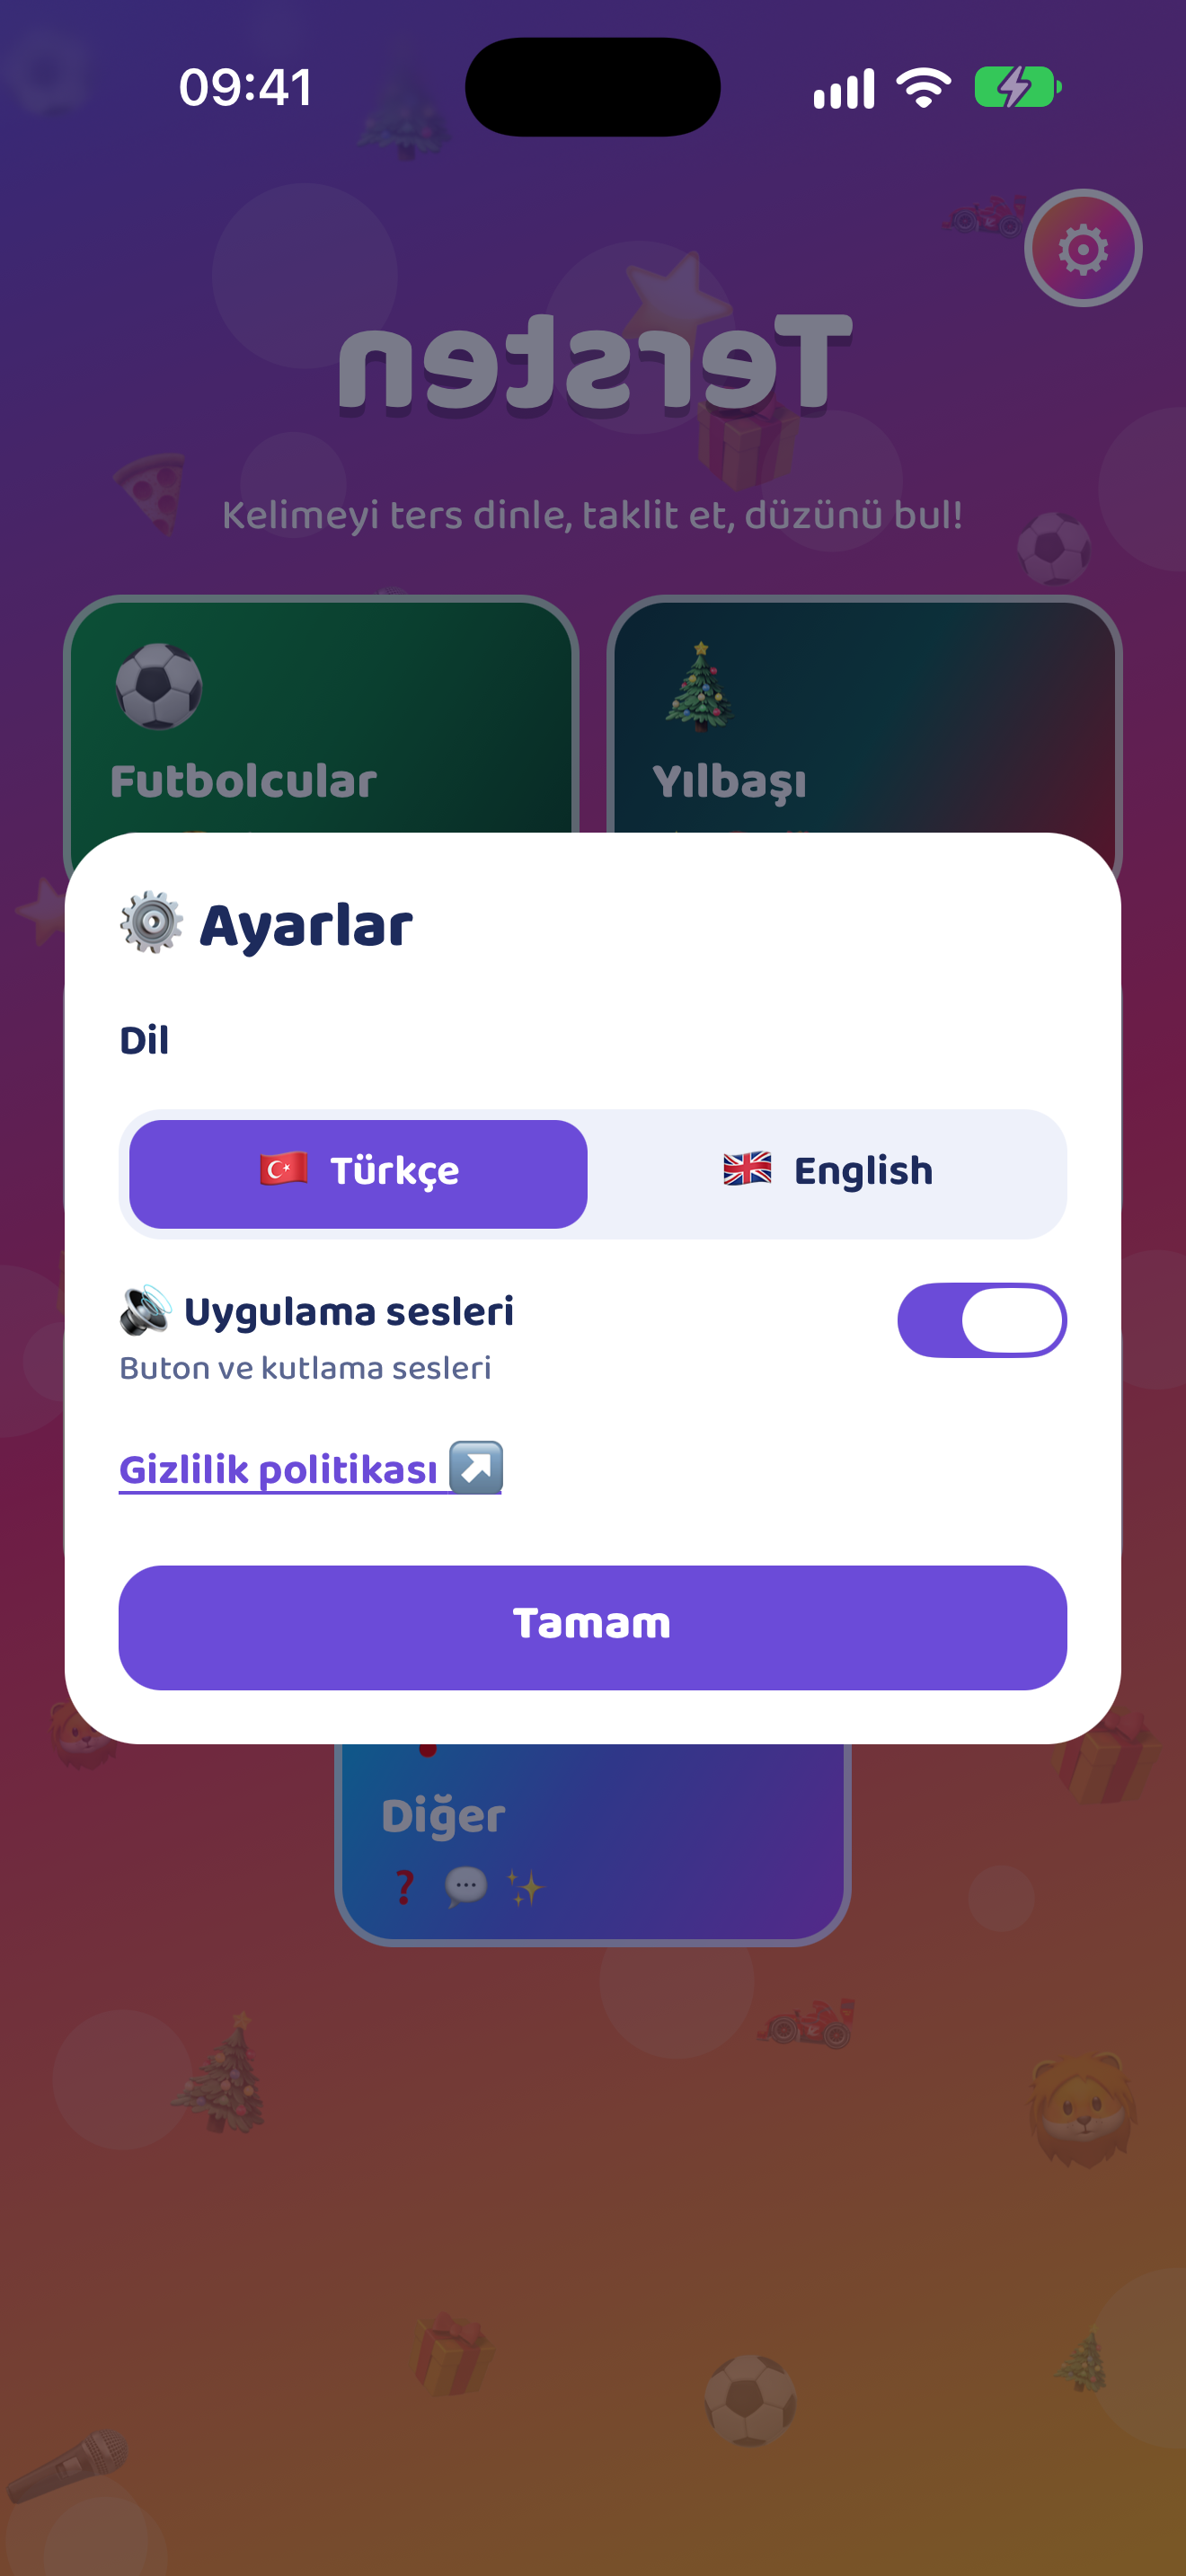 09:41
Tersten
Kelimeyi ters dinle, taklit et, düzünü bul!
Futbolcular
Yılbaşı
Ayarlar
Dil
Türkçe
English
Uygulama sesleri
Buton ve kutlama sesleri
Gizlilik politikası
Tamam
Diğer